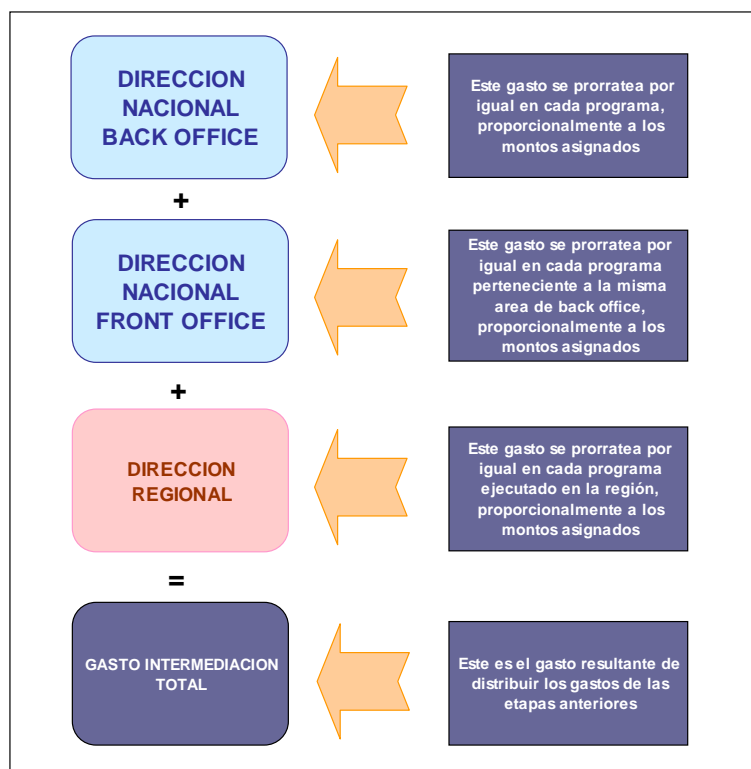 DIRECCION
NACIONAL
BACK OFFICE
Este gasto se prorratea por
igual en cada programa,
proporcionalmente a los
montos asignados
+
DIRECCION
NACIONAL
FRONT OFFICE
Este gasto se prorratea por
igual en cada programa
perteneciente a la misma
area de back office,
proporcionalmente a los
montos asignados
+
DIRECCION
REGIONAL
Este gasto se prorratea por
igual en cada programa
ejecutado en la región,
proporcionalmente a los
montos asignados
=
GASTO INTERMEDIACION
TOTAL
Este es el gasto resultante de
distribuir los gastos de las
etapas anteriores